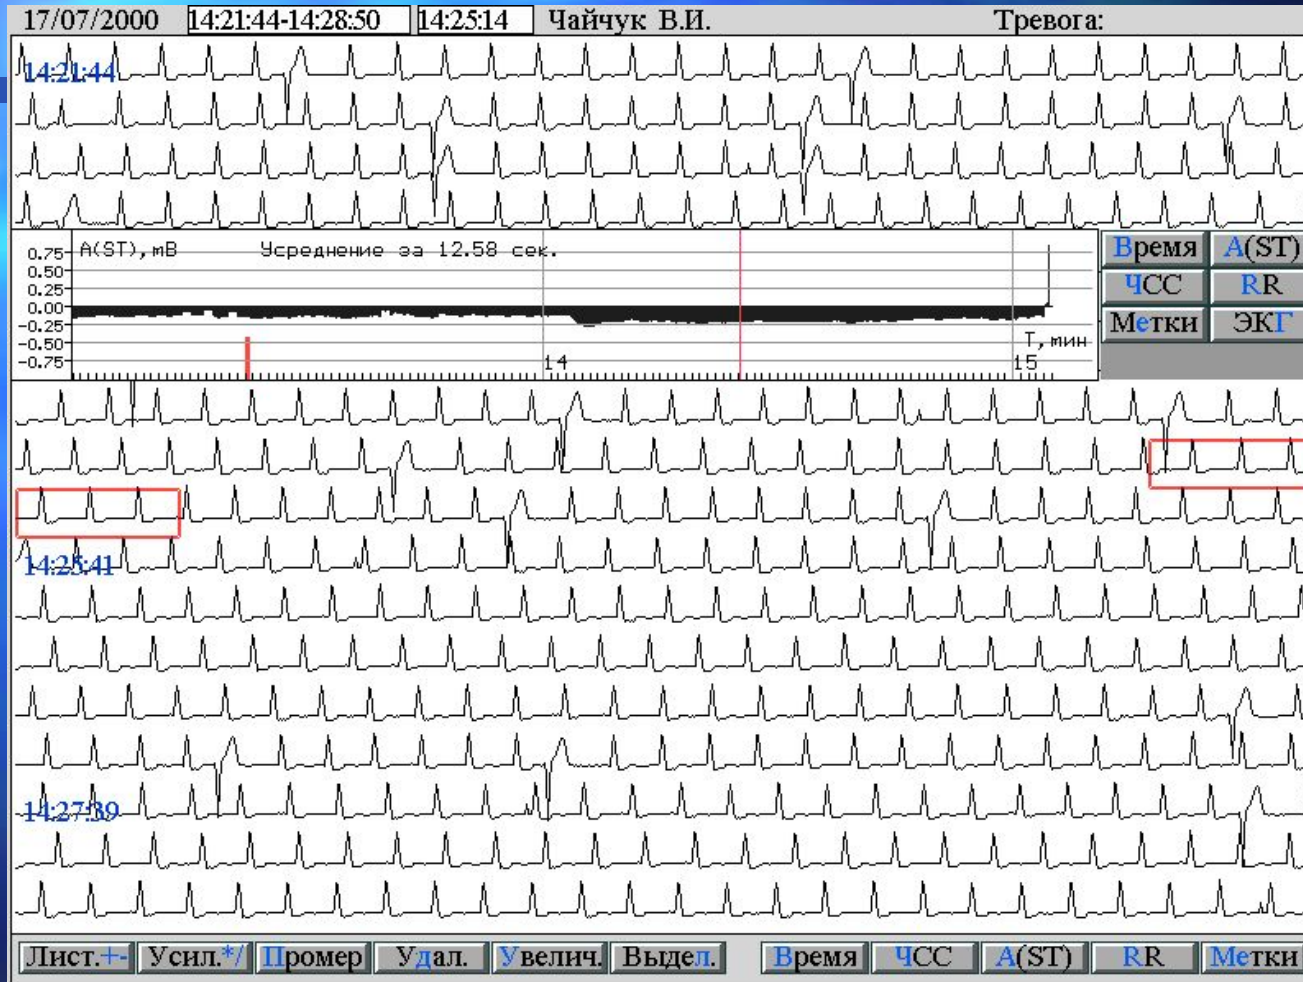 17/07/2000 14:21:44-14:28:50 14:25:14 Чайчук В.И. Тревога:
14:21:44
A(ST),мВ Усреднение за 12.58 сек.
0.75
0.50
0.25
0.00
-0.25
-0.50
-0.75
14 15 T,мин
Время A(ST)
ЧСС RR
Метки ЭКГ
14:25:41
14:27:39
Лист.+- Усил.*/ Промер Удал. Увелич. Выдел. Время ЧСС A(ST) RR Метки